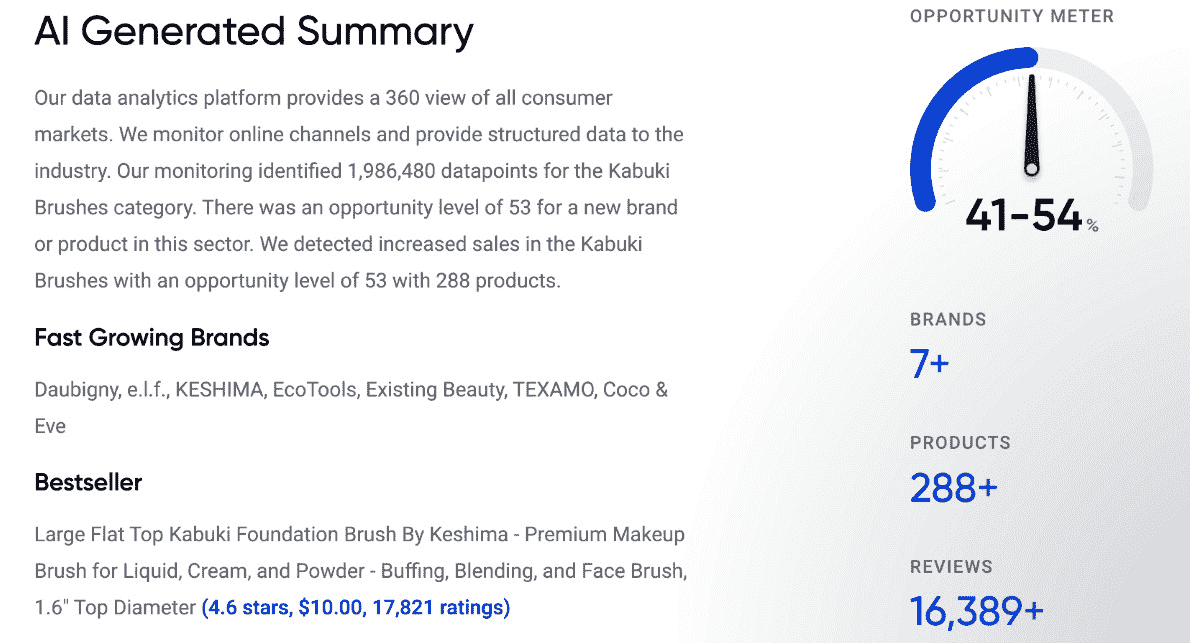 AI Generated Summary
Our data analytics platform provides a 360 view of all consumer
markets. We monitor online channels and provide structured data to the
industry. Our monitoring identified 1,986,480 datapoints for the Kabuki
Brushes category. There was an opportunity level of 53 for a new brand
or product in this sector. We detected increased sales in the Kabuki
Brushes with an opportunity level of 53 with 288 products.
Fast Growing Brands
Daubigny, e.l.f., KESHIMA, EcoTools, Existing Beauty, TEXAMO, Coco &
Eve
Bestseller
Large Flat Top Kabuki Foundation Brush By Keshima - Premium Makeup
Brush for Liquid, Cream, and Powder - Buffing, Blending, and Face Brush,
1.6" Top Diameter (4.6 stars, $10.00, 17,821 ratings)
OPPORTUNITY METER
41-54%
BRANDS
7+
PRODUCTS
288+
REVIEWS
16,389+